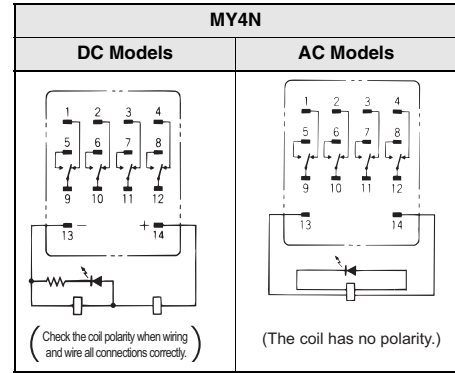 MY4N
DC Models
AC Models
1 2 3 4
5 6 7 8
9 10 11 12
13 − + 14
(Check the coil polarity when wiring
and wire all connections correctly.)
1 2 3 4
5 6 7 8
9 10 11 12
13 14
(The coil has no polarity.)